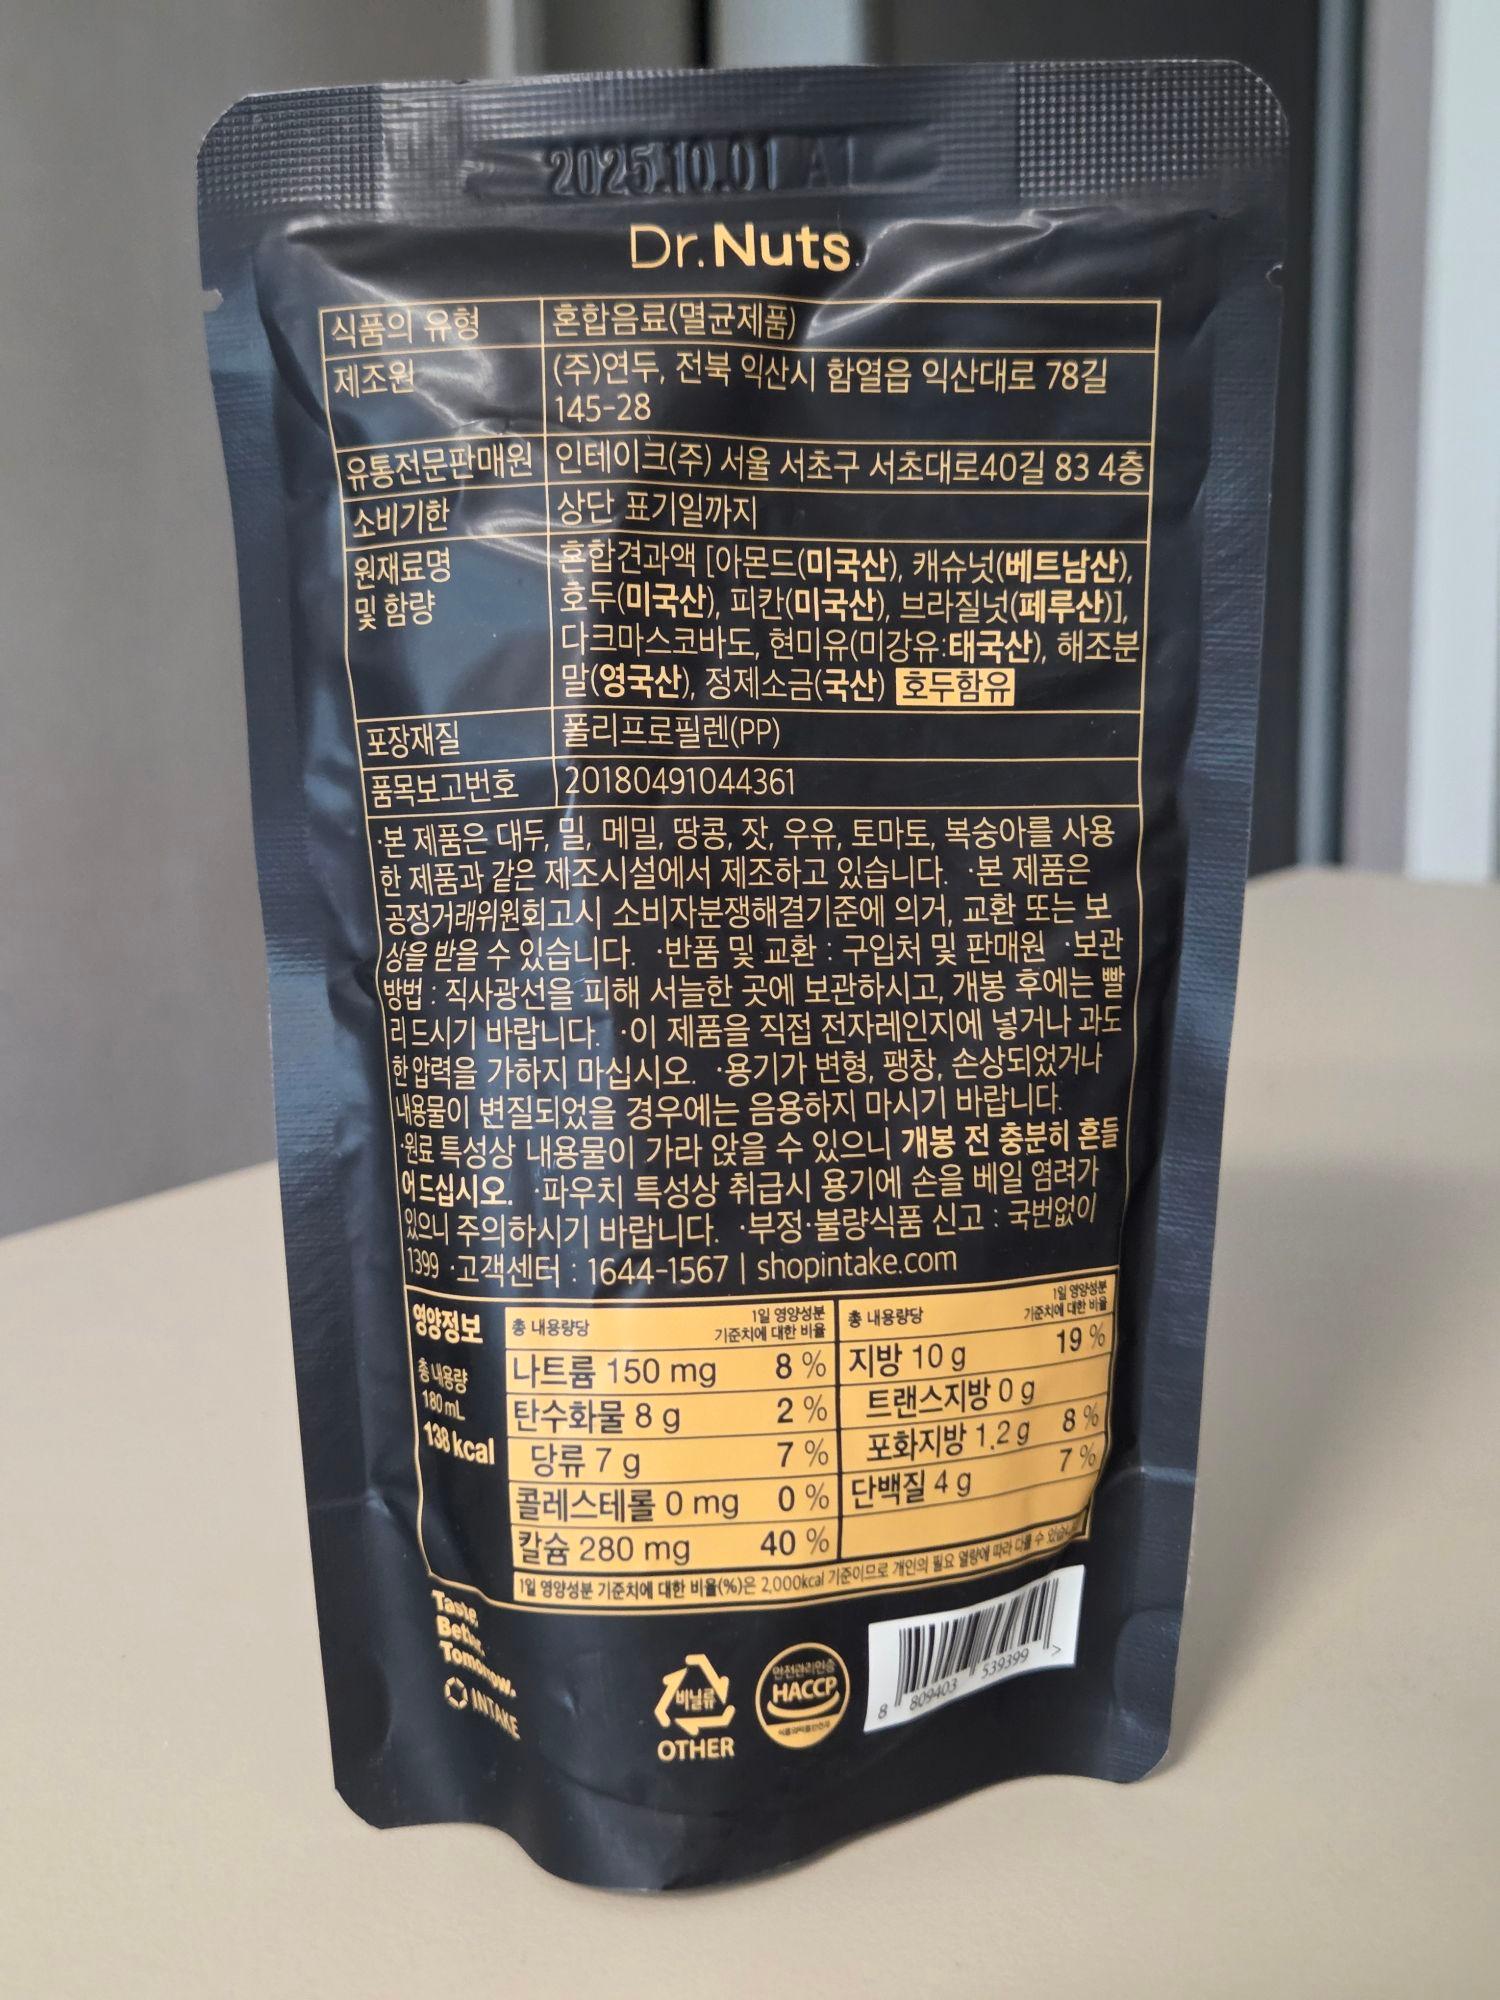 2025.10.01 A1
Dr.Nuts
식품의 유형 혼합음료(멸균제품)
제조원 (주)연두, 전북 익산시 함열읍 익산대로 78길
145-28
유통전문판매원 인테이크(주) 서울 서초구 서초대로40길 83 4층
소비기한 상단 표기일까지
원재료명 혼합견과액 [아몬드(미국산), 캐슈넛(베트남산),
및 함량 호두(미국산), 피칸(미국산), 브라질넛(페루산)],
다크마스코바도, 현미유(미강유:태국산), 해조분
말(영국산), 정제소금(국산) 호두함유
포장재질 폴리프로필렌(PP)
품목보고번호 20180491044361
·본 제품은 대두, 밀, 메밀, 땅콩, 잣, 우유, 토마토, 복숭아를 사용
한 제품과 같은 제조시설에서 제조하고 있습니다. ·본 제품은
공정거래위원회고시 소비자분쟁해결기준에 의거, 교환 또는 보
상을 받을 수 있습니다. ·반품 및 교환 : 구입처 및 판매원 ·보관
방법 : 직사광선을 피해 서늘한 곳에 보관하시고, 개봉 후에는 빨
리 드시기 바랍니다. ·이 제품을 직접 전자레인지에 넣거나 과도
한 압력을 가하지 마십시오. ·용기가 변형, 팽창, 손상되었거나
내용물이 변질되었을 경우에는 음용하지 마시기 바랍니다.
·원료 특성상 내용물이 가라 앉을 수 있으니 개봉 전 충분히 흔들
어 드십시오. ·파우치 특성상 취급시 용기에 손을 베일 염려가
있으니 주의하시기 바랍니다. ·부정·불량식품 신고 : 국번없이
1399 ·고객센터 : 1644-1567 | shopintake.com
영양정보
총 내용량
180 mL
138 kcal
총 내용량당 1일 영양성분
기준치에 대한 비율
나트륨 150 mg 8 %
탄수화물 8 g 2 %
당류 7 g 7 %
콜레스테롤 0 mg 0 %
칼슘 280 mg 40 %
총 내용량당 1일 영양성분
기준치에 대한 비율
지방 10 g 19 %
트랜스지방 0 g
포화지방 1.2 g 8 %
단백질 4 g 7 %
1일 영양성분 기준치에 대한 비율(%)은 2,000kcal 기준이므로 개인의 필요 열량에 따라 다를 수
Taste.
Better.
Tomorrow.
INTAKE
비닐류
OTHER
안전관리인증
HACCP
8 809403 539399 >